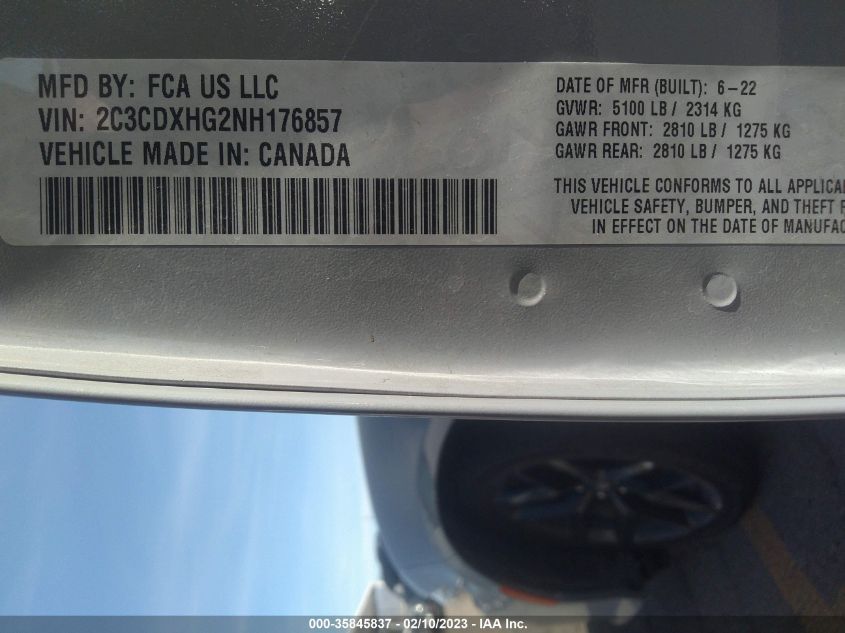 MFD BY: FCA US LLC
VIN: 2C3CDXHG2NH176857
VEHICLE MADE IN: CANADA
DATE OF MFR (BUILT): 6-22
GVWR: 5100 LB / 2314 KG
GAWR FRONT: 2810 LB / 1275 KG
GAWR REAR: 2810 LB / 1275 KG
THIS VEHICLE CONFORMS TO ALL APPLICA
VEHICLE SAFETY, BUMPER, AND THEFT
IN EFFECT ON THE DATE OF MANUFAC
000-35845837 - 02/10/2023 - IAA Inc.